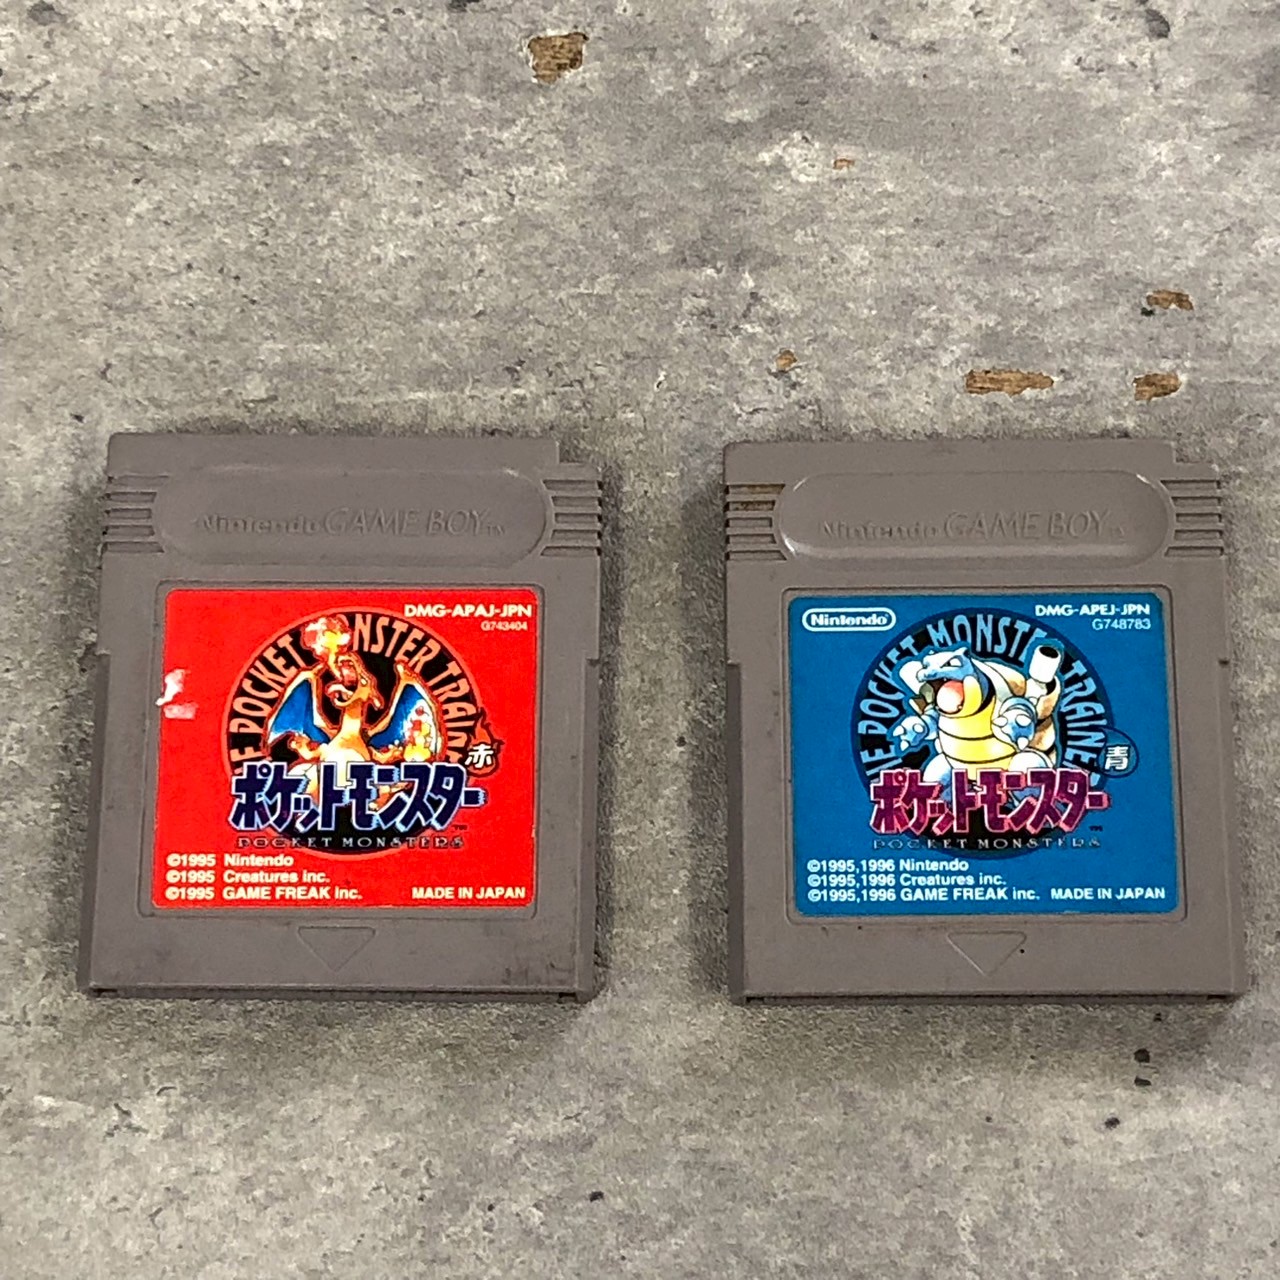 Nintendo GAME BOY TM
DMG-APAJ-JPN
G743404
POCKET MONSTER TRAINER
赤
ポケットモンスター
TM
POCKET MONSTERS
©1995 Nintendo
©1995 Creatures inc.
©1995 GAME FREAK inc.
MADE IN JAPAN
Nintendo GAME BOY TM
Nintendo
DMG-APEJ-JPN
G748783
POCKET MONSTER TRAINER
青
ポケットモンスター
TM
POCKET MONSTERS
©1995,1996 Nintendo
©1995,1996 Creatures inc.
©1995,1996 GAME FREAK inc.
MADE IN JAPAN